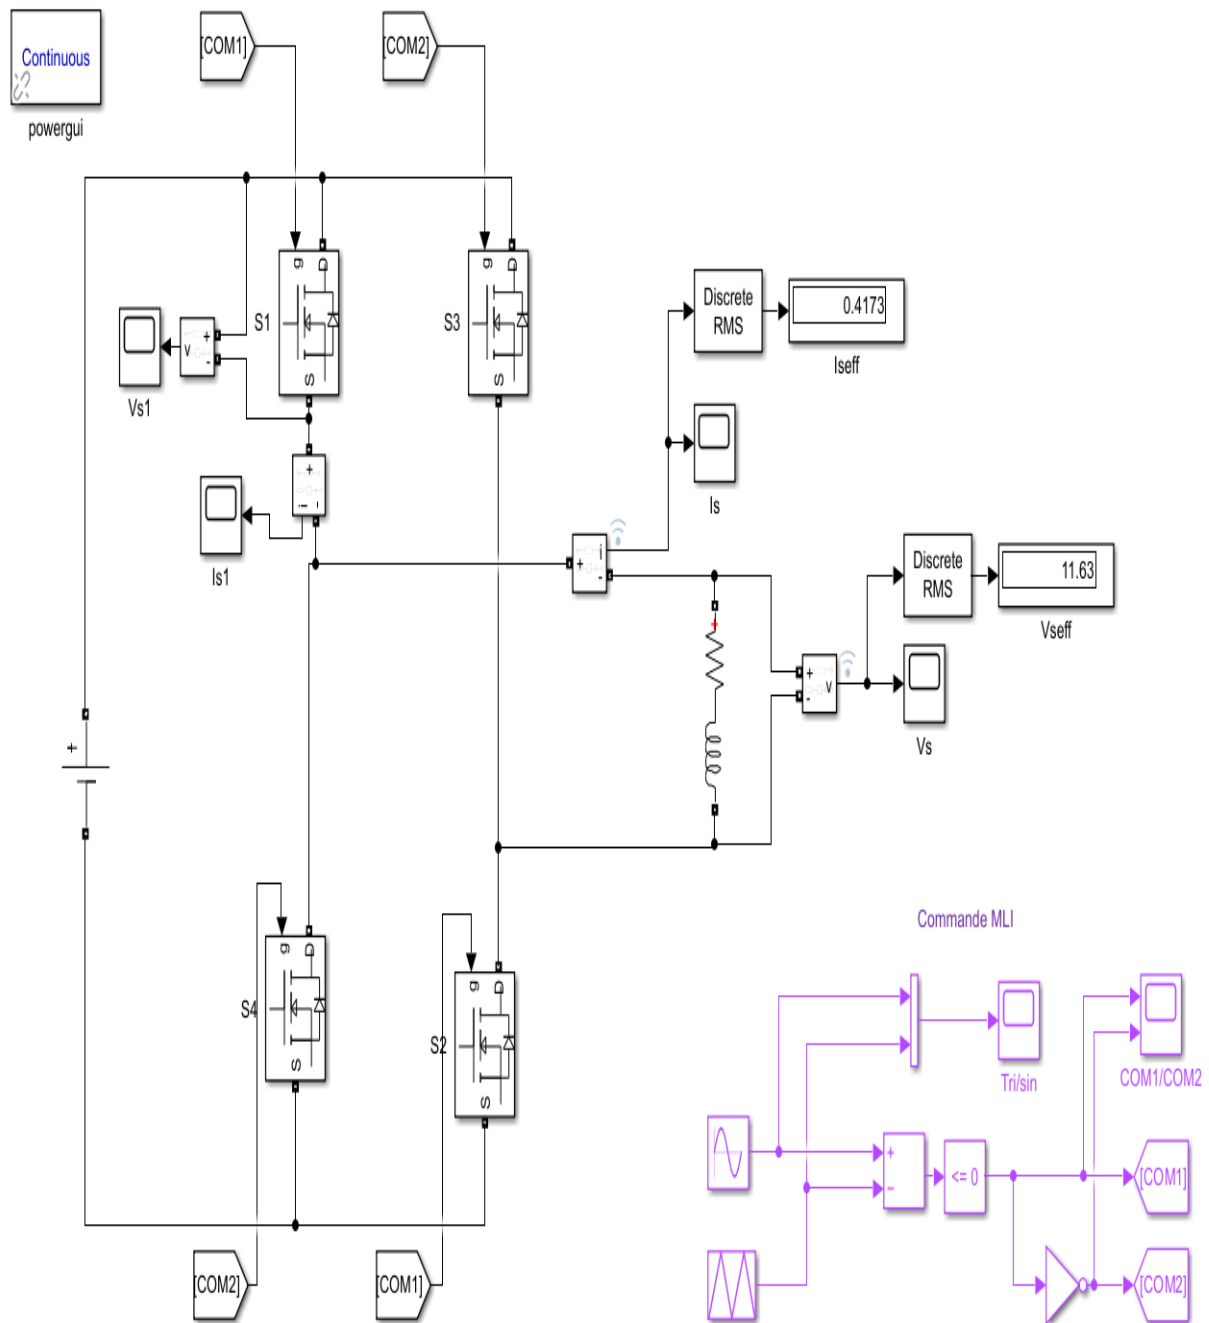 Continuous
powergui
[COM1]
[COM2]
g
D
S1
S
g
D
S3
S
+
-
v
Vs1
+
i
-
Is1
Discrete
RMS
0.4173
Iseff
Is
+
i
-
Discrete
RMS
11.63
Vseff
+
+
-
v
Vs
+
g
D
S4
S
g
D
S2
S
[COM2]
[COM1]
Commande MLI
Tri/sin
COM1/COM2
+
-
<= 0
[COM1]
[COM2]